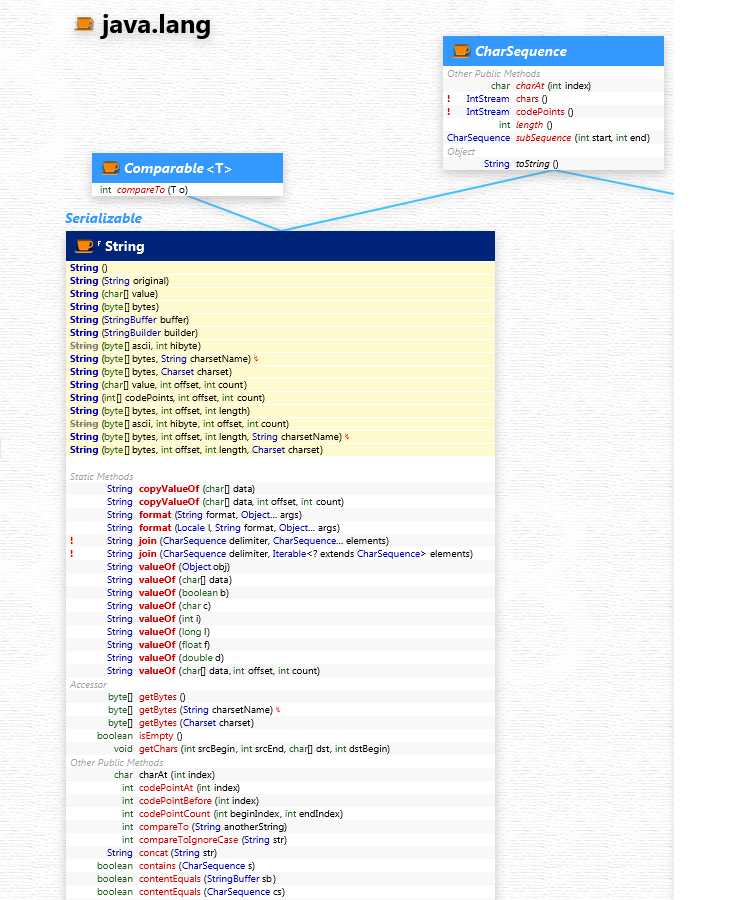 java.lang
CharSequence
Other Public Methods
char charAt (int index)
! IntStream chars ()
! IntStream codePoints ()
int length ()
CharSequence subSequence (int start, int end)
Object
String toString ()
Comparable <T>
int compareTo (T o)
Serializable
F String
String ()
String (String original)
String (char[] value)
String (byte[] bytes)
String (StringBuffer buffer)
String (StringBuilder builder)
String (byte[] ascii, int hibyte)
String (byte[] bytes, String charsetName)
String (byte[] bytes, Charset charset)
String (char[] value, int offset, int count)
String (int[] codePoints, int offset, int count)
String (byte[] bytes, int offset, int length)
String (byte[] ascii, int hibyte, int offset, int count)
String (byte[] bytes, int offset, int length, String charsetName)
String (byte[] bytes, int offset, int length, Charset charset)
Static Methods
String copyValueOf (char[] data)
String copyValueOf (char[] data, int offset, int count)
String format (String format, Object... args)
String format (Locale l, String format, Object... args)
! String join (CharSequence delimiter, CharSequence... elements)
! String join (CharSequence delimiter, Iterable<? extends CharSequence> elements)
String valueOf (Object obj)
String valueOf (char[] data)
String valueOf (boolean b)
String valueOf (char c)
String valueOf (int i)
String valueOf (long l)
String valueOf (float f)
String valueOf (double d)
String valueOf (char[] data, int offset, int count)
Accessor
byte[] getBytes ()
byte[] getBytes (String charsetName)
byte[] getBytes (Charset charset)
boolean isEmpty ()
void getChars (int srcBegin, int srcEnd, char[] dst, int dstBegin)
Other Public Methods
char charAt (int index)
int codePointAt (int index)
int codePointBefore (int index)
int codePointCount (int beginIndex, int endIndex)
int compareTo (String anotherString)
int compareToIgnoreCase (String str)
String concat (String str)
boolean contains (CharSequence s)
boolean contentEquals (StringBuffer sb)
boolean contentEquals (CharSequence cs)